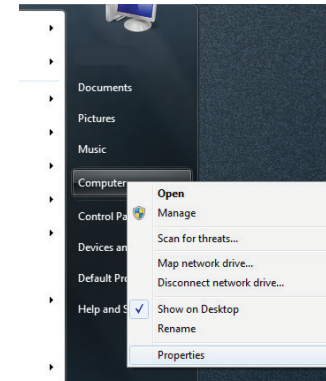 Documents
Pictures
Music
Computer
Open
Manage
Control Pa
Scan for threats...
Devices an
Map network drive...
Disconnect network drive...
Default Pro
Help and S
Show on Desktop
Rename
Properties